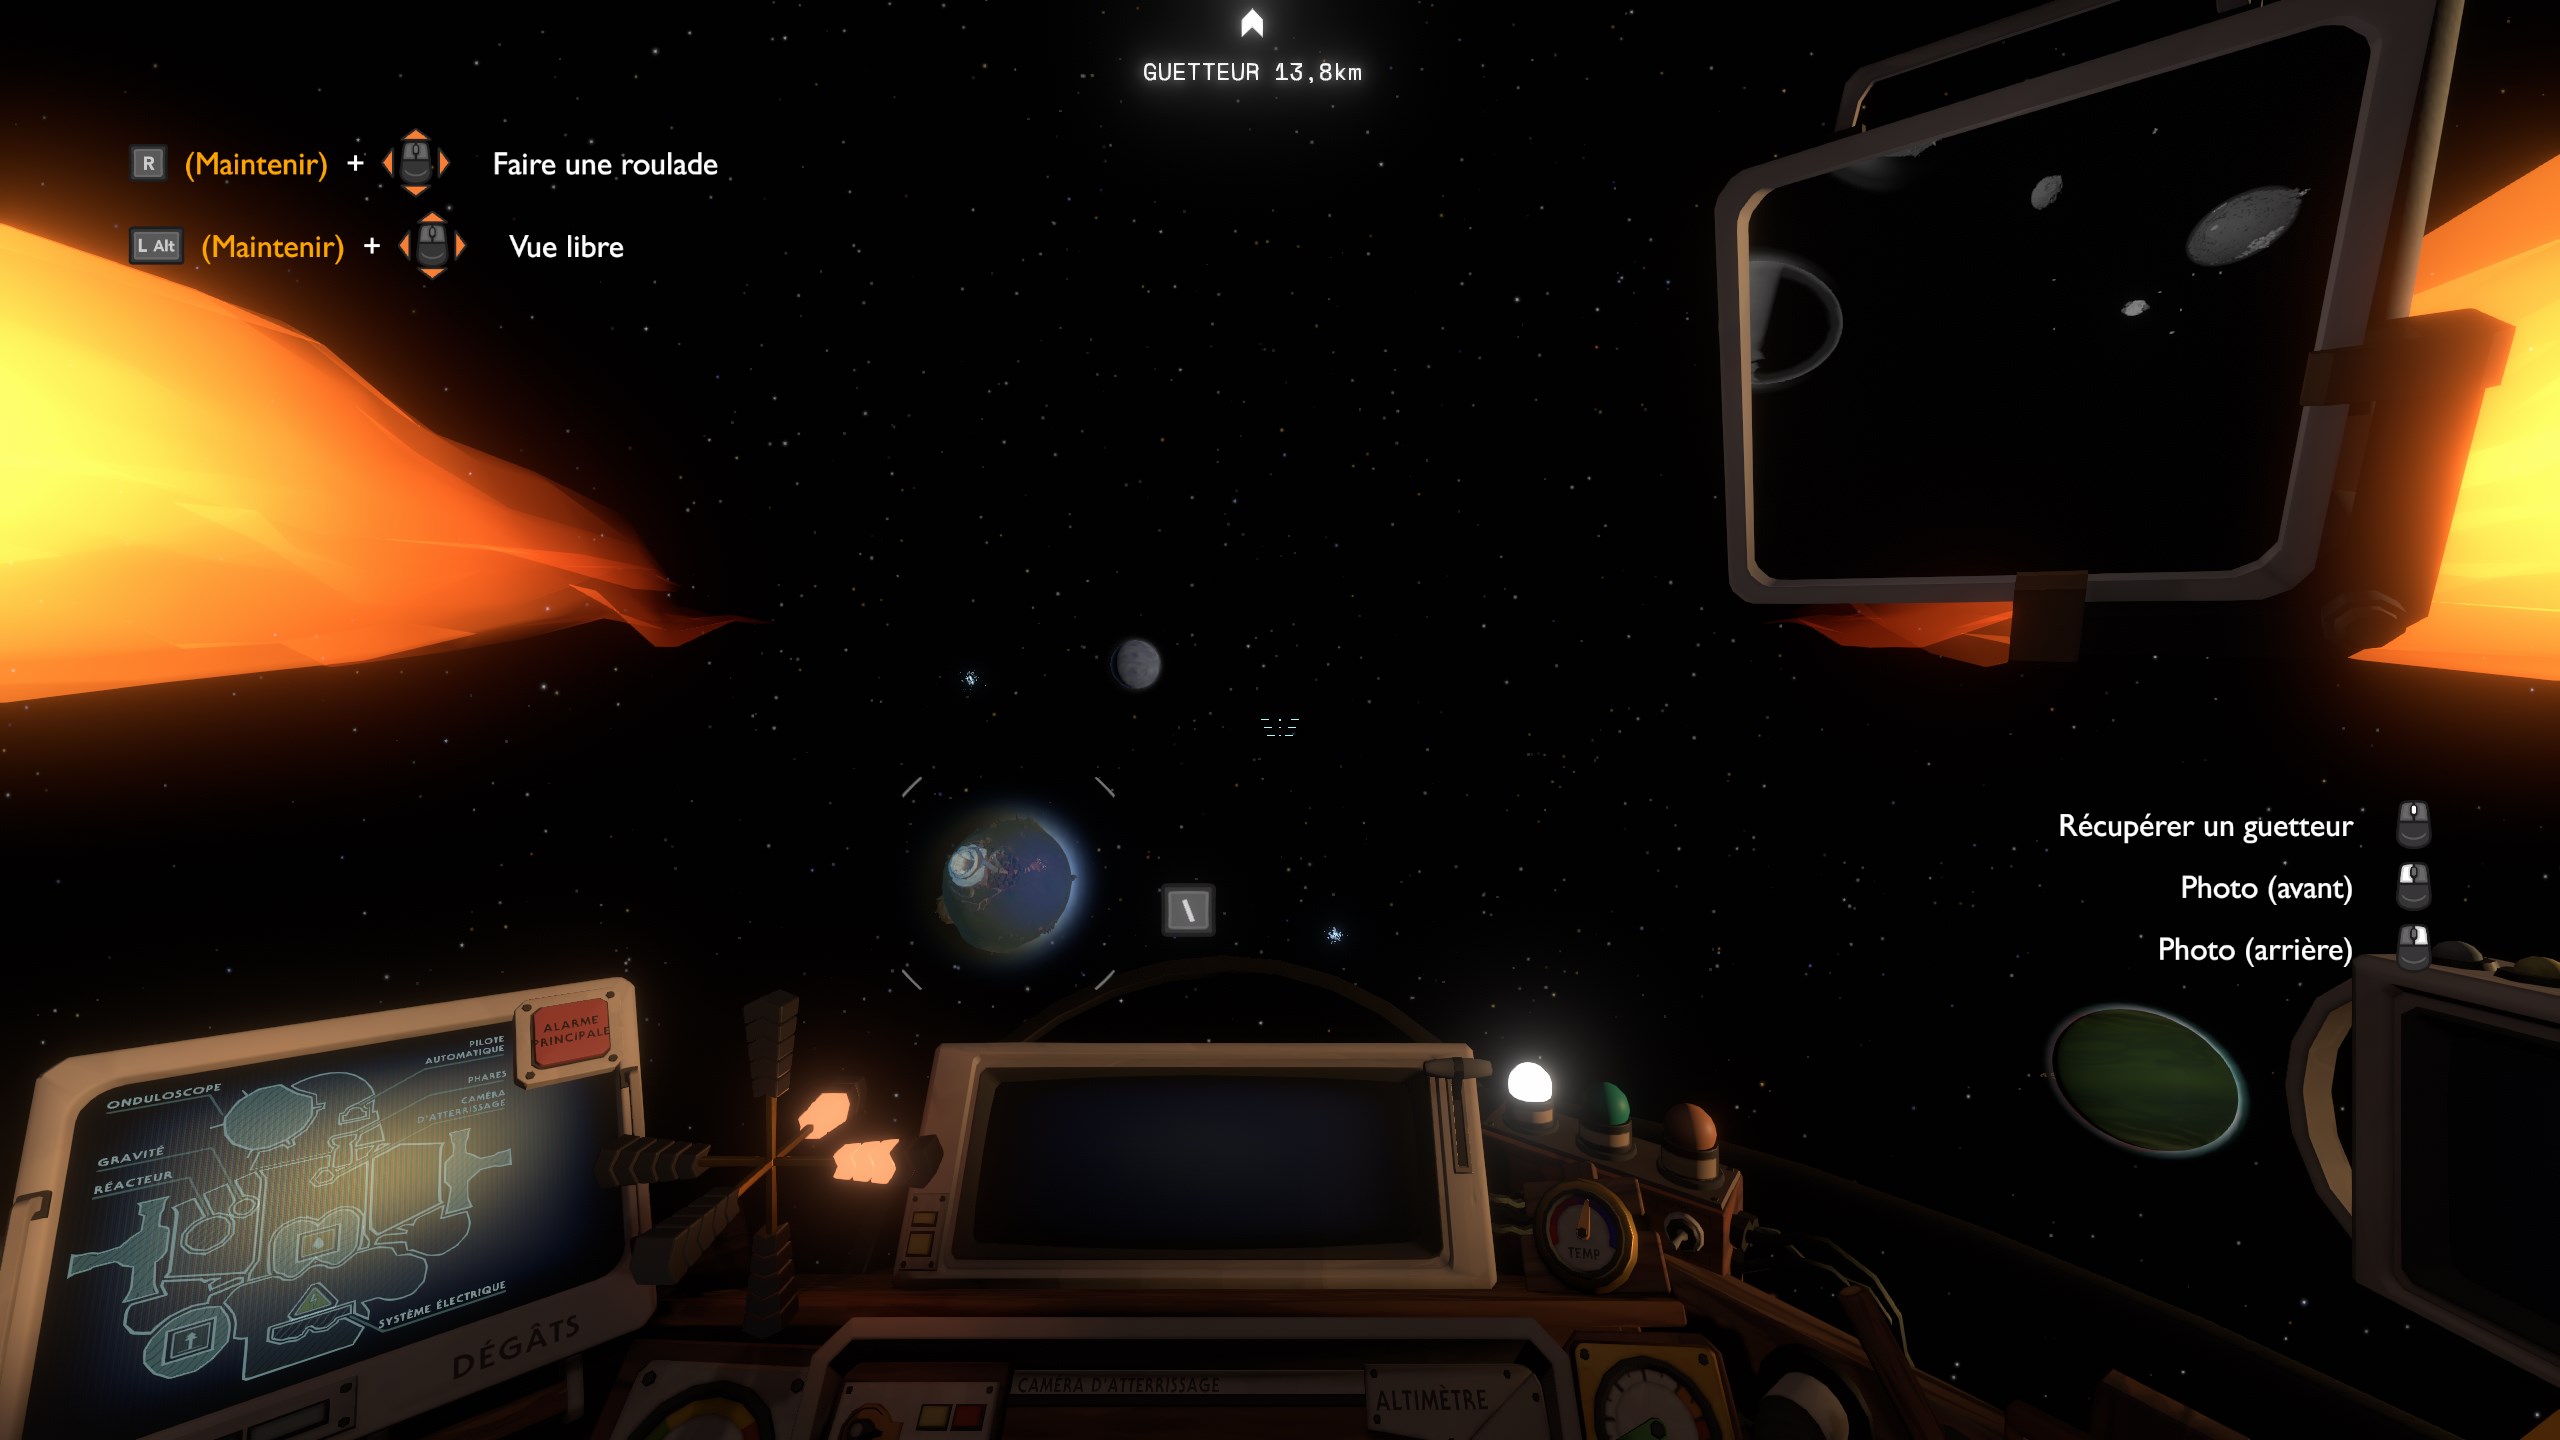 GUETTEUR 13,8km
R (Maintenir) + Faire une roulade
L Alt (Maintenir) + Vue libre
\
Récupérer un guetteur
Photo (avant)
Photo (arrière)
ALARME
PRINCIPALE
PILOTE
AUTOMATIQUE
ONDULOSCOPE
PHARES
CAMÉRA
D'ATTERRISSAGE
GRAVITÉ
RÉACTEUR
SYSTÈME ÉLECTRIQUE
DÉGÂTS
TEMP
CAMÉRA D'ATTERRISSAGE
ALTIMÈTRE